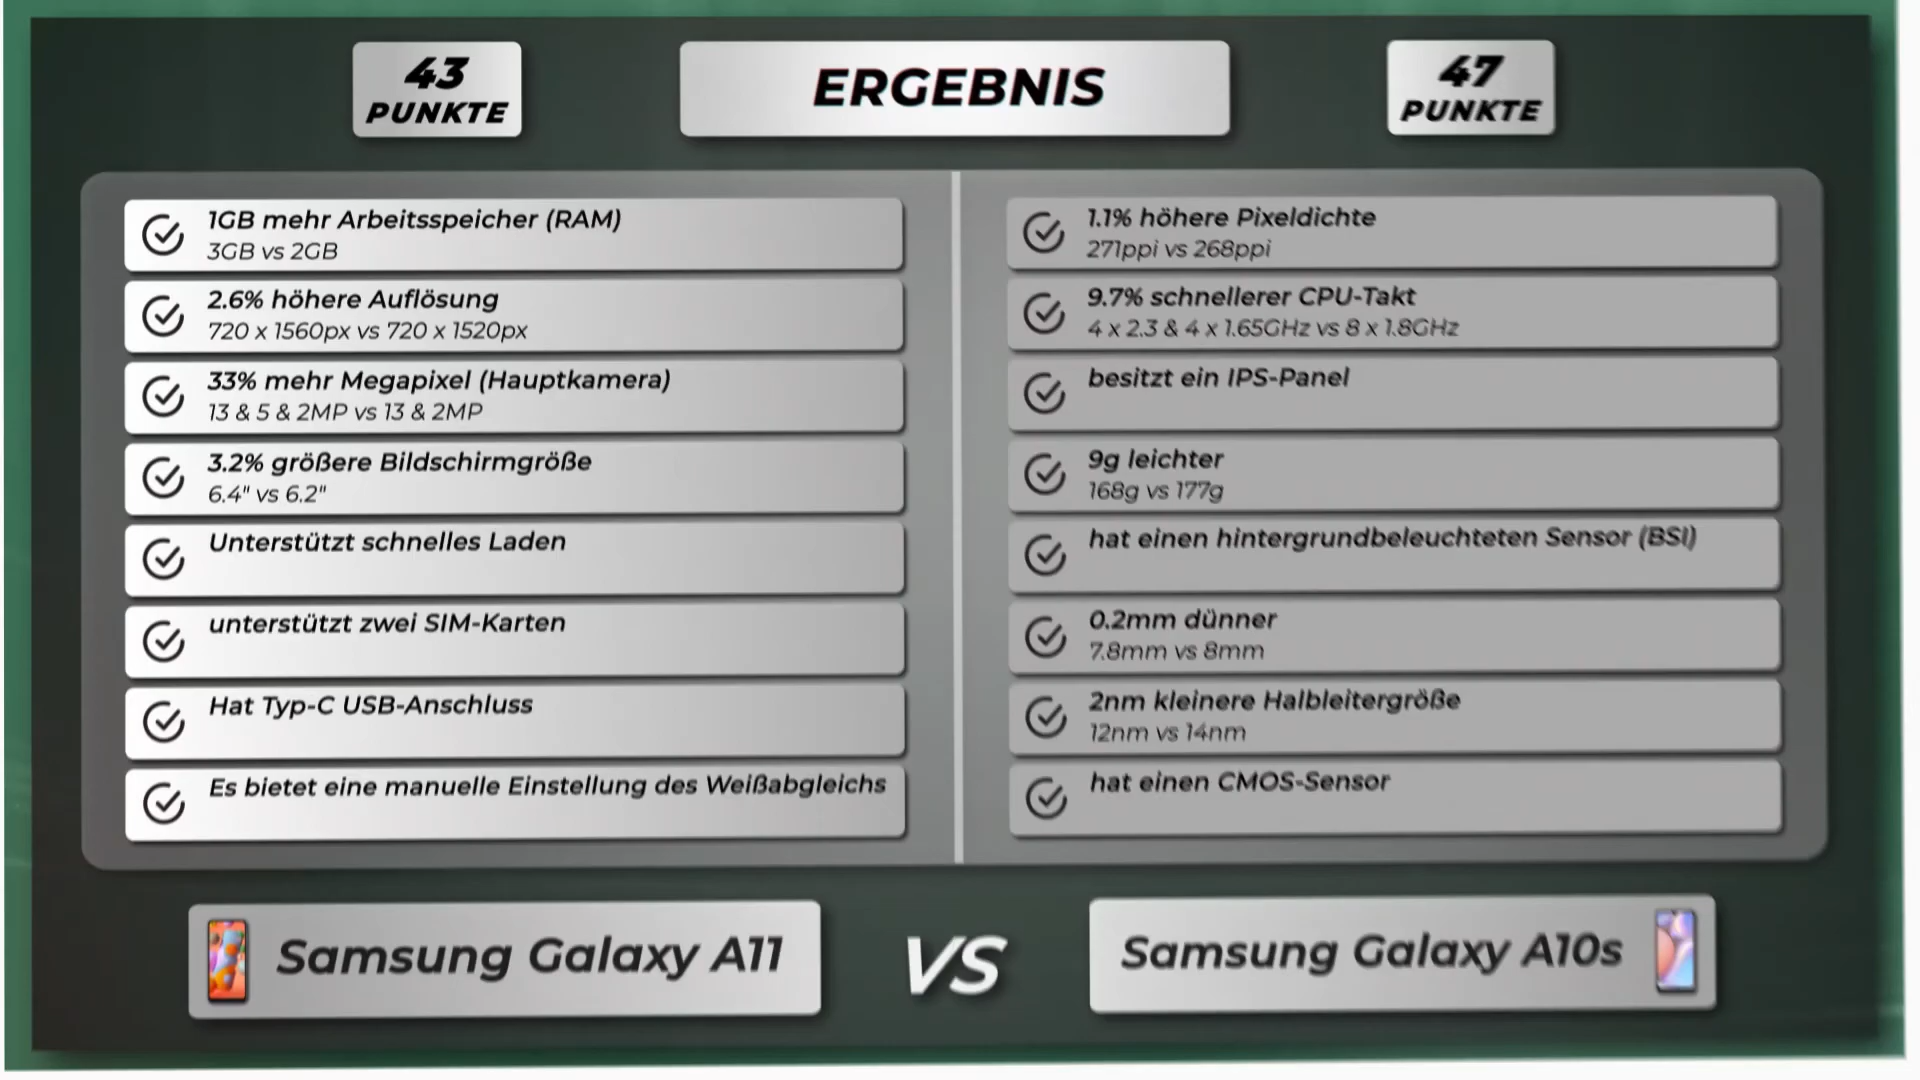 43
PUNKTE
ERGEBNIS
47
PUNKTE
1GB mehr Arbeitsspeicher (RAM)
3GB vs 2GB
2.6% höhere Auflösung
720 x 1560px vs 720 x 1520px
33% mehr Megapixel (Hauptkamera)
13 & 5 & 2MP vs 13 & 2MP
3.2% größere Bildschirmgröße
6.4" vs 6.2"
Unterstützt schnelles Laden
unterstützt zwei SIM-Karten
Hat Typ-C USB-Anschluss
Es bietet eine manuelle Einstellung des Weißabgleichs
1.1% höhere Pixeldichte
271ppi vs 268ppi
9.7% schnellerer CPU-Takt
4 x 2.3 & 4 x 1.65GHz vs 8 x 1.8GHz
besitzt ein IPS-Panel
9g leichter
168g vs 177g
hat einen hintergrundbeleuchteten Sensor (BSI)
0.2mm dünner
7.8mm vs 8mm
2nm kleinere Halbleitergröße
12nm vs 14nm
hat einen CMOS-Sensor
Samsung Galaxy A11
VS
Samsung Galaxy A10s